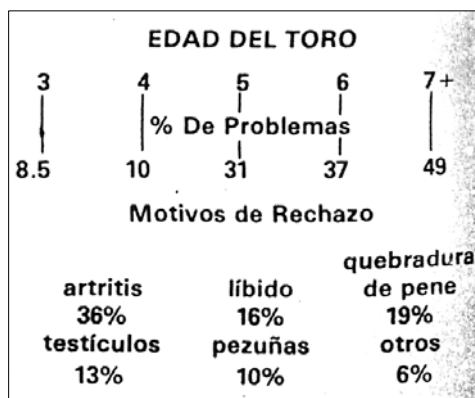 EDAD DEL TORO
3 4 5 6 7+
% De Problemas
8.5 10 31 37 49
Motivos de Rechazo
artritis líbido quebradura de pene
36% 16% 19%
testículos pezuñas otros
13% 10% 6%